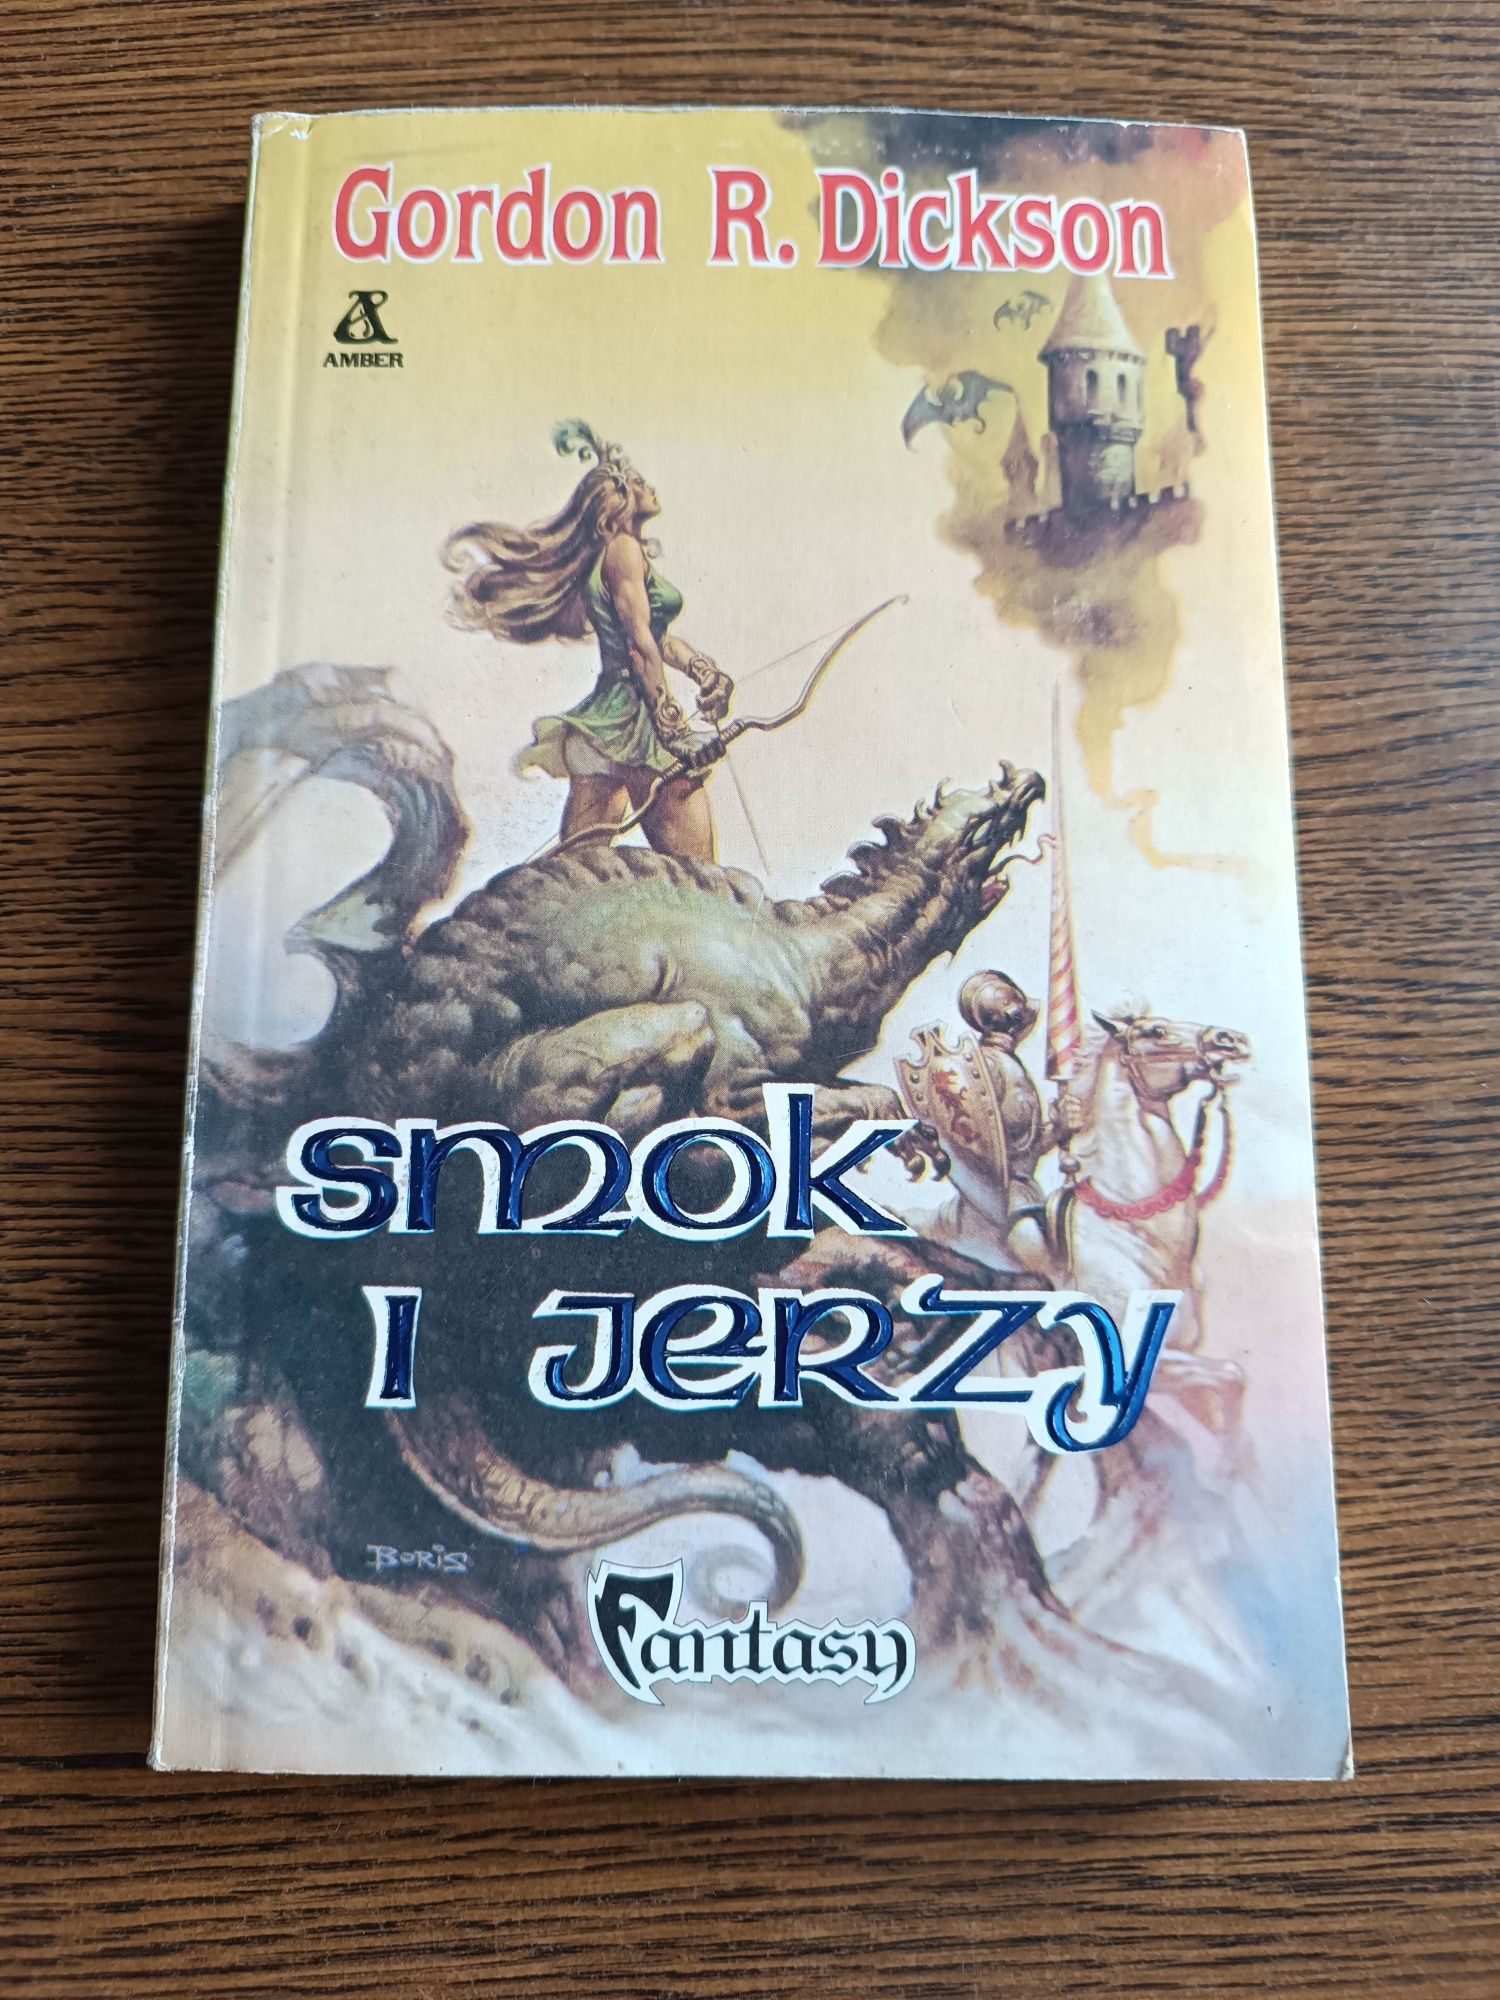 Gordon R. Dickson
A
AMBER
smok
i jerzy
BORIS
Fantasy